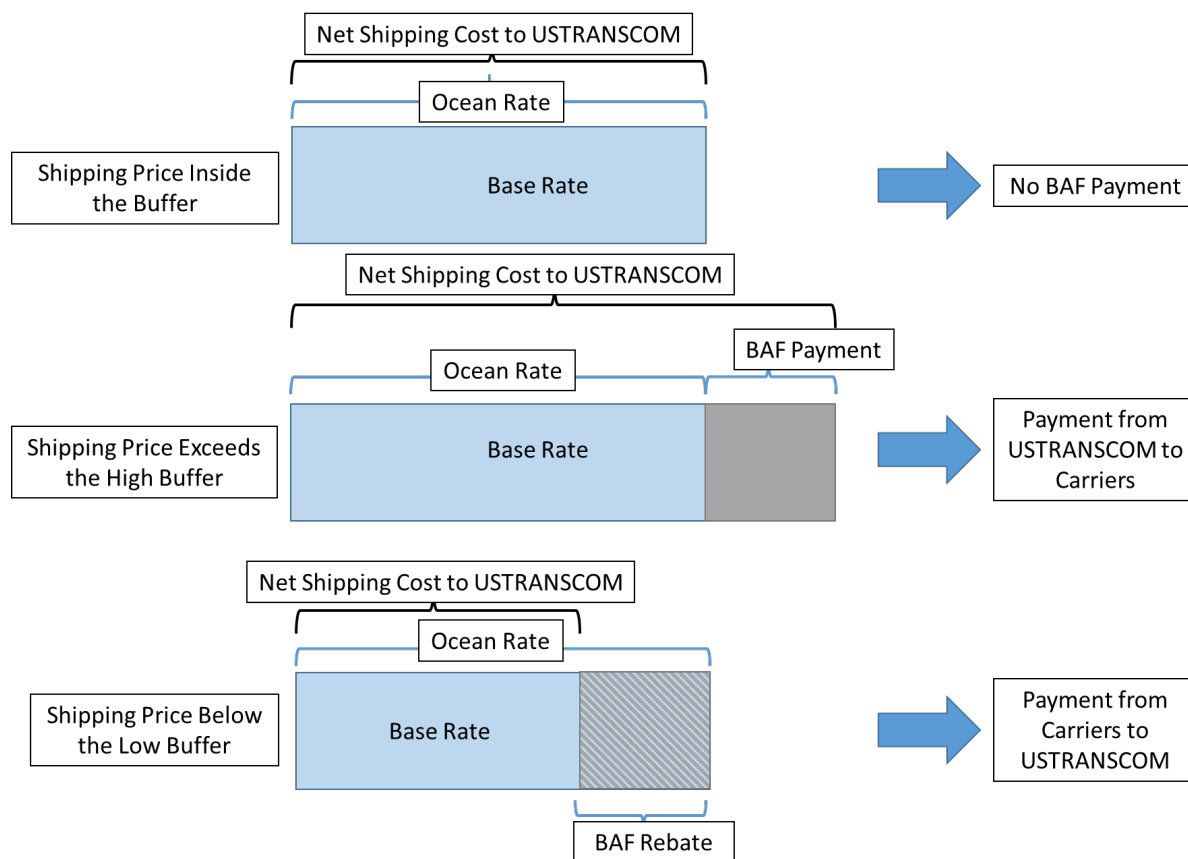 Net Shipping Cost to USTRANSCOM
Ocean Rate
Shipping Price Inside
the Buffer
Base Rate
No BAF Payment
Net Shipping Cost to USTRANSCOM
BAF Payment
Ocean Rate
Shipping Price Exceeds
the High Buffer
Base Rate
Payment from
USTRANSCOM to
Carriers
Net Shipping Cost to USTRANSCOM
Ocean Rate
Shipping Price Below
the Low Buffer
Base Rate
Payment from
Carriers to
USTRANSCOM
BAF Rebate